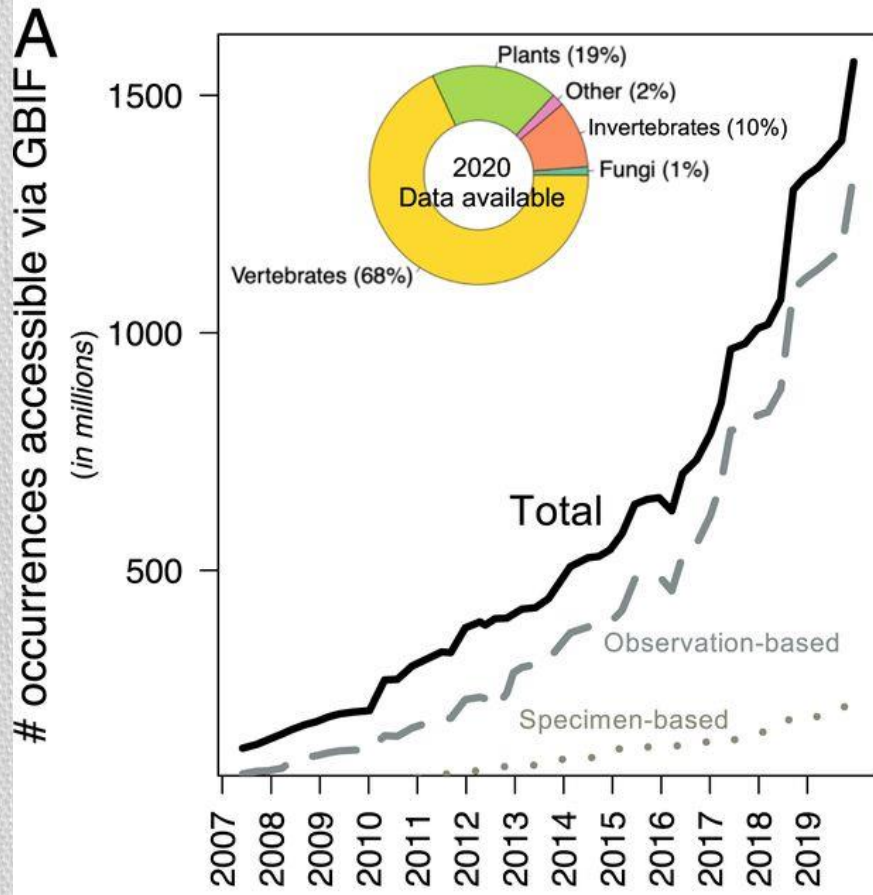 A
# occurrences accessible via GBIF
(in millions)
1500
1000
500
Plants (19%)
Other (2%)
Invertebrates (10%)
Fungi (1%)
2020
Data available
Vertebrates (68%)
Total
Observation-based
Specimen-based
2007
2008
2009
2010
2011
2012
2013
2014
2015
2016
2017
2018
2019